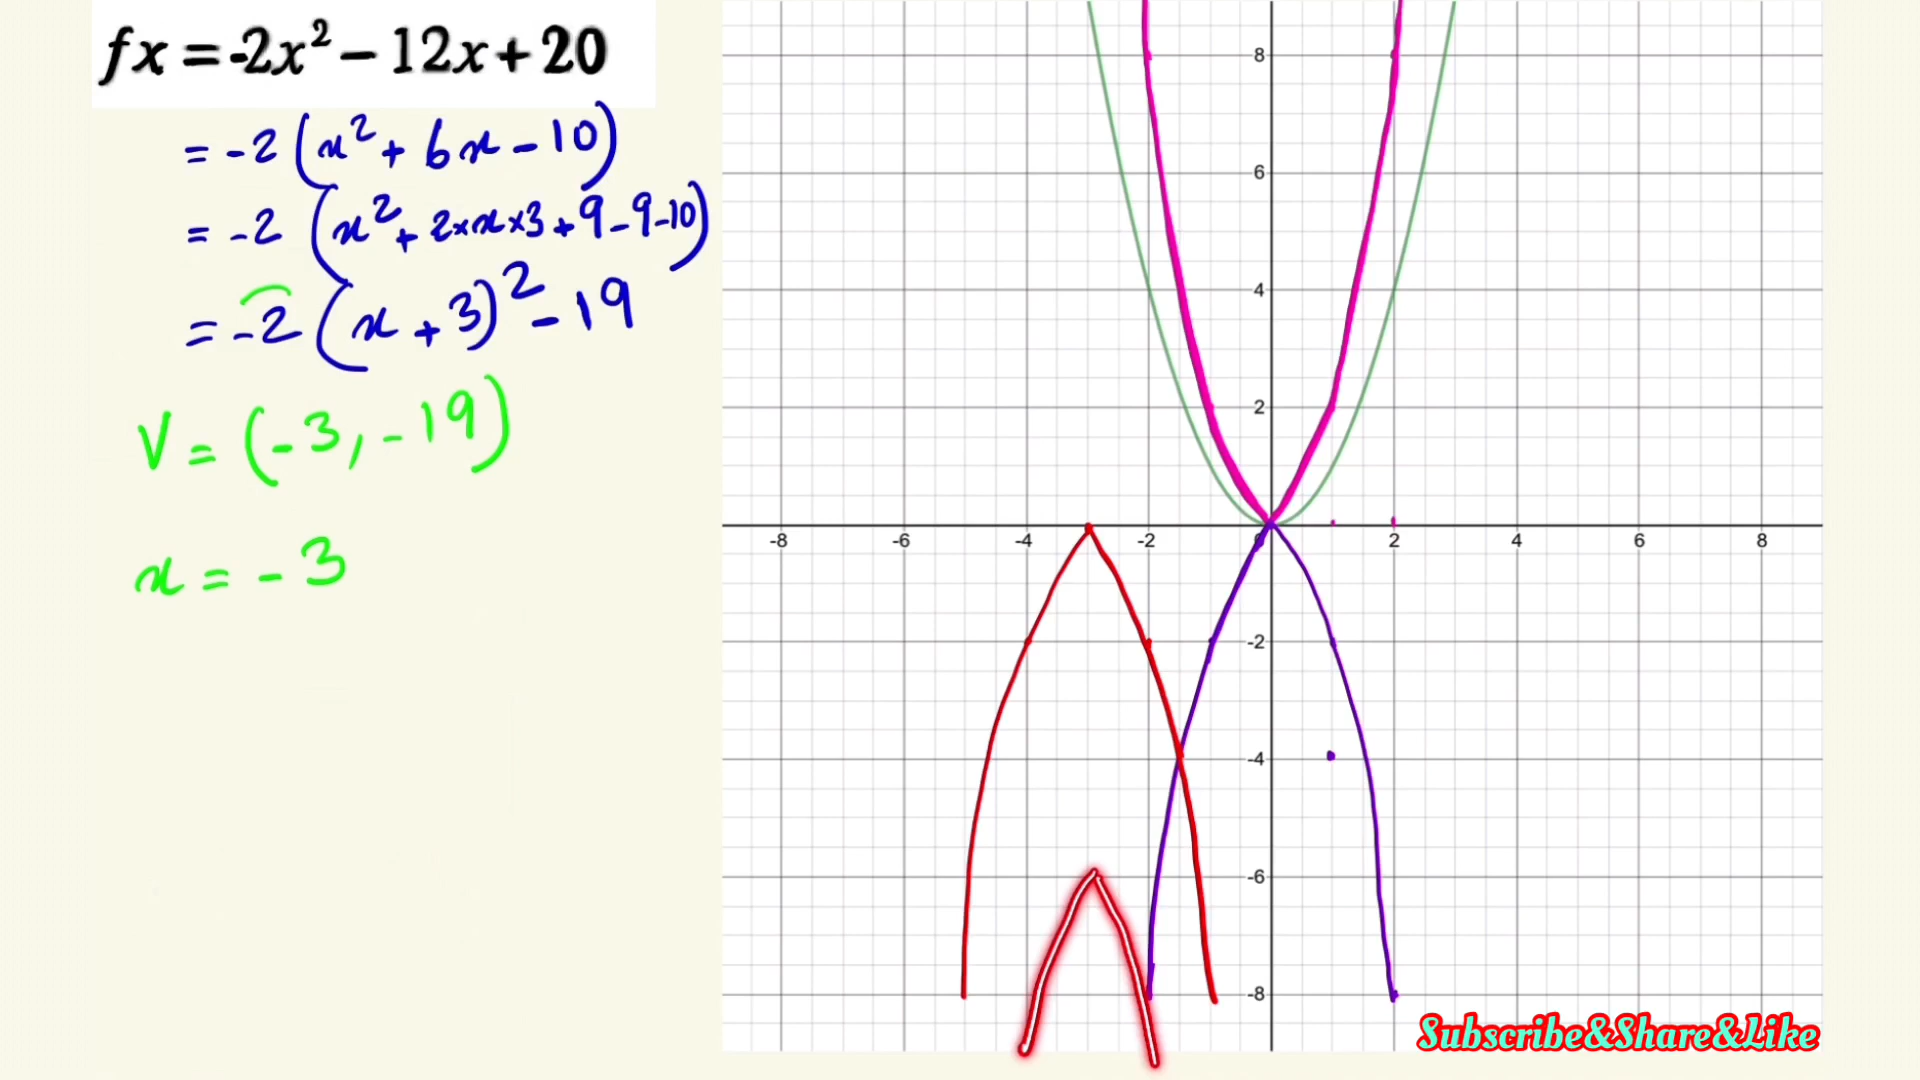 fx = -2x² − 12x + 20
= -2 (x² + 6x - 10)
= -2 (x² + 2×x×3 + 9 - 9 - 10)
= -2 (x + 3)² - 19
V = (-3, -19)
x = -3
8
6
4
2
-8 -6 -4 -2 0 2 4 6 8
-2
-4
-6
-8
Subscribe&Share&Like